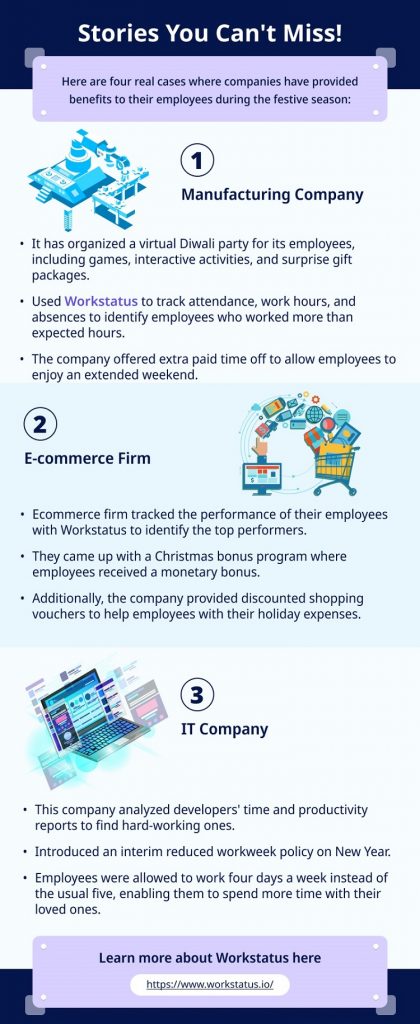 Stories You Can't Miss!
Here are four real cases where companies have provided
benefits to their employees during the festive season:
1
Manufacturing Company
• It has organized a virtual Diwali party for its employees,
including games, interactive activities, and surprise gift
packages.
• Used Workstatus to track attendance, work hours, and
absences to identify employees who worked more than
expected hours.
• The company offered extra paid time off to allow employees to
enjoy an extended weekend.
2
E-commerce Firm
• Ecommerce firm tracked the performance of their employees
with Workstatus to identify the top performers.
• They came up with a Christmas bonus program where
employees received a monetary bonus.
• Additionally, the company provided discounted shopping
vouchers to help employees with their holiday expenses.
3
IT Company
• This company analyzed developers' time and productivity
reports to find hard-working ones.
• Introduced an interim reduced workweek policy on New Year.
• Employees were allowed to work four days a week instead of
the usual five, enabling them to spend more time with their
loved ones.
Learn more about Workstatus here
https://www.workstatus.io/